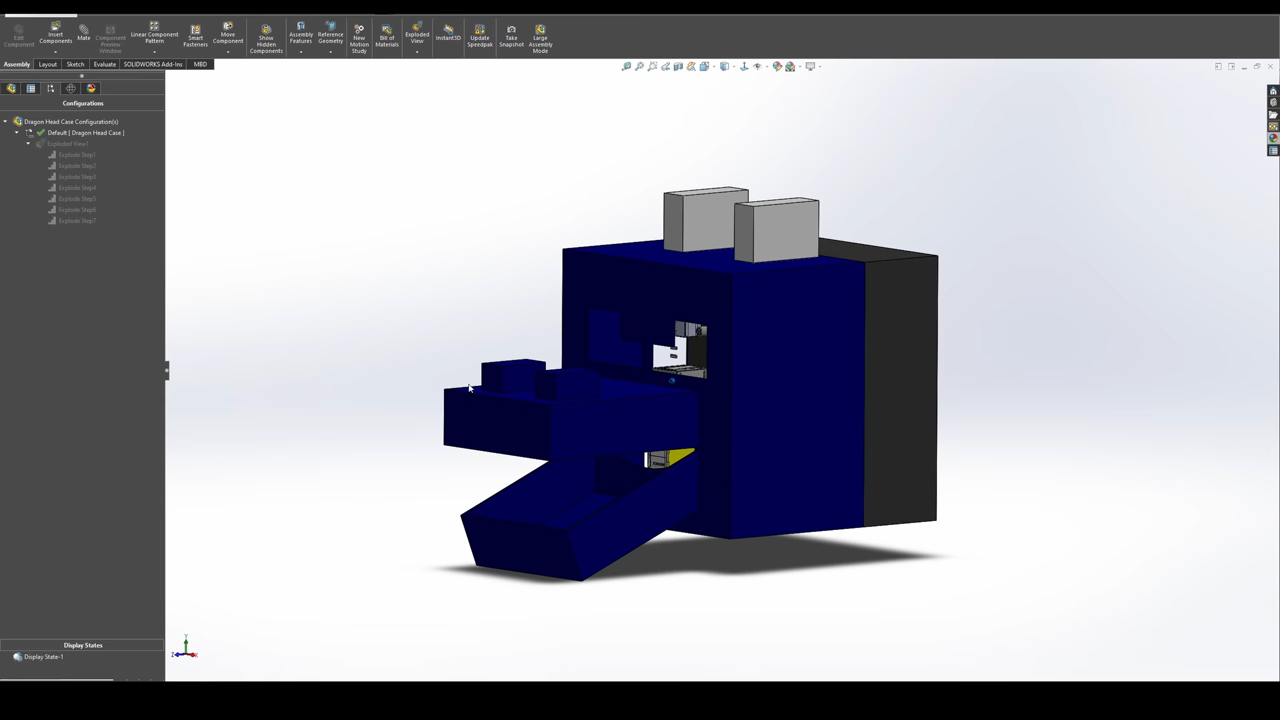 Edit Component
Insert Components
Mate
Component Preview Window
Linear Component Pattern
Smart Fasteners
Move Component
Show Hidden Components
Assembly Features
Reference Geometry
New Motion Study
Bill of Materials
Exploded View
Instant3D
Update Speedpak
Take Snapshot
Large Assembly Mode
Assembly Layout Sketch Evaluate SOLIDWORKS Add-Ins MBD
Configurations
Dragon Head Case Configuration(s)
Default [ Dragon Head Case ]
Exploded View1
Explode Step1
Explode Step2
Explode Step3
Explode Step4
Explode Step5
Explode Step6
Explode Step7
Display States
Display State-1
Y
Z
X